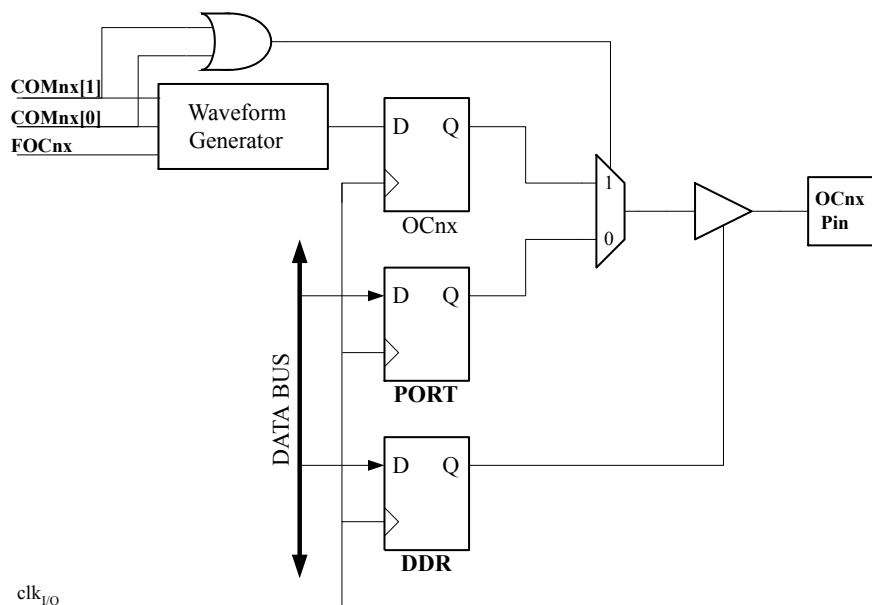 COMnx[1]
COMnx[0]
FOCnx
Waveform
Generator
D Q
OCnx
1
0
OCnx
Pin
D Q
PORT
DATA BUS
D Q
DDR
clkI/O